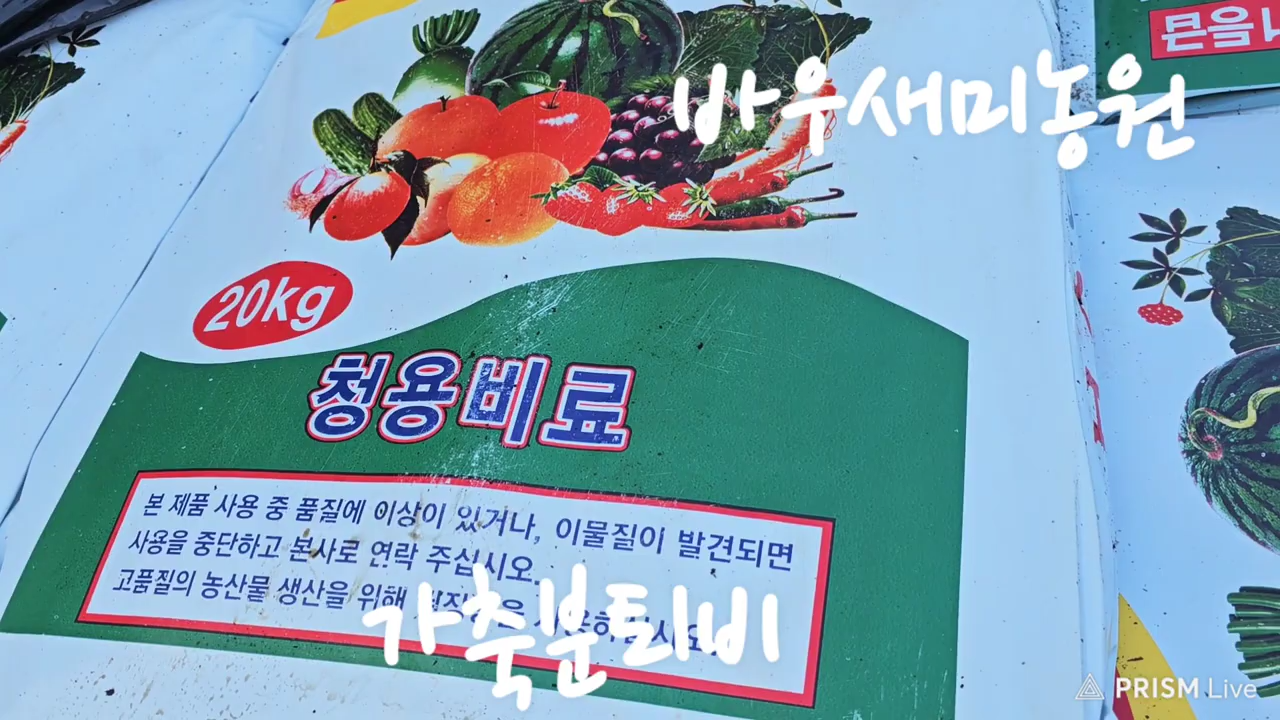 바우새미농원
20kg
청용비료
본 제품 사용 중 품질에 이상이 있거나, 이물질이 발견되면
사용을 중단하고 본사로 연락 주십시오.
고품질의 농산물 생산을 위해
가축분퇴비
PRISM Live